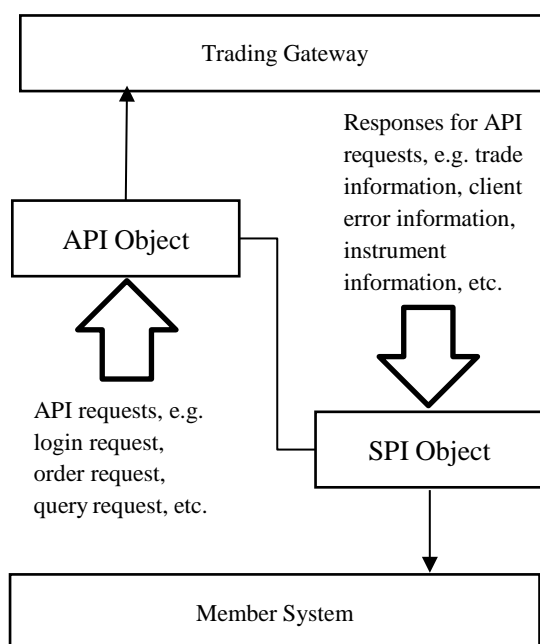 Trading Gateway
Responses for API
requests, e.g. trade
information, client
error information,
instrument
information, etc.
API Object
API requests, e.g.
login request,
order request,
query request, etc.
SPI Object
Member System